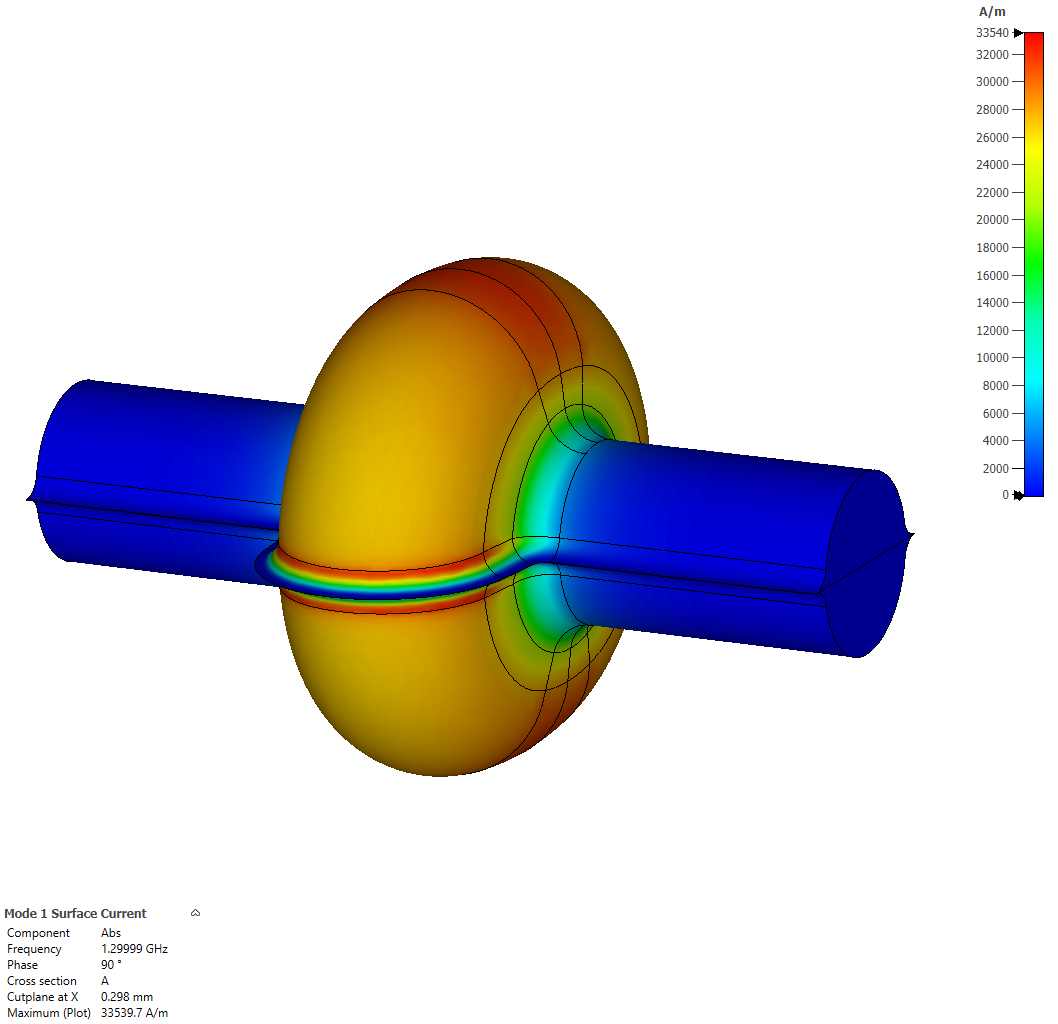 A/m
33540
32000
30000
28000
26000
24000
22000
20000
18000
16000
14000
12000
10000
8000
6000
4000
2000
0
Mode 1 Surface Current
Component Abs
Frequency 1.29999 GHz
Phase 90 °
Cross section A
Cutplane at X 0.298 mm
Maximum (Plot) 33539.7 A/m